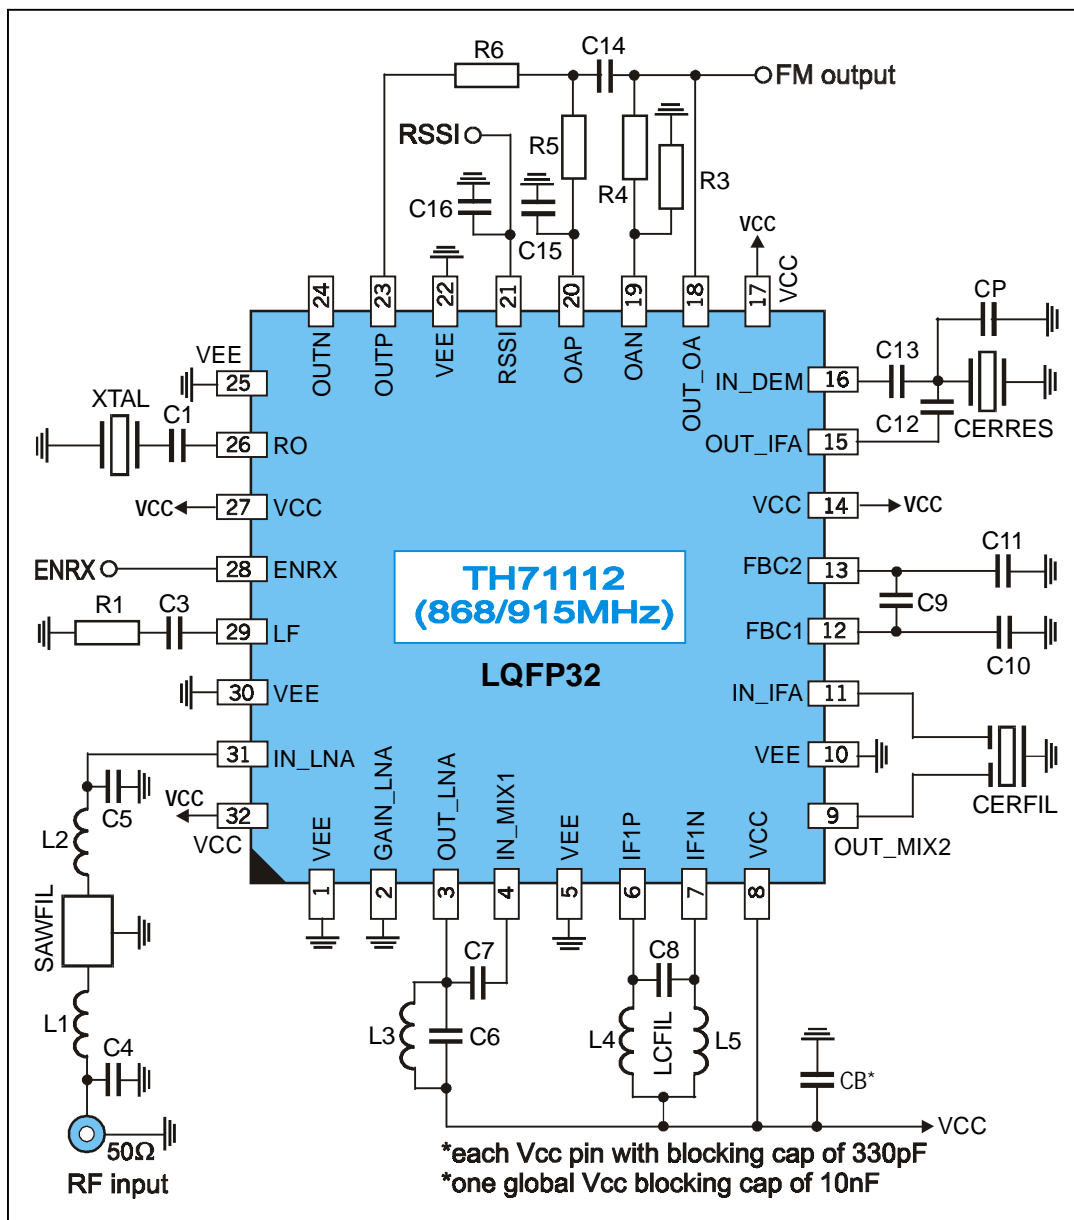 R6
C14
FM output
RSSI
R5
R4
R3
C16
C15
VCC
VCC
24
23
22
21
20
19
18
17
OUTN
OUTP
VEE
RSSI
OAP
OAN
OUT_OA
CP
C13
C12
CERRES
VEE
25
XTAL
C1
26
RO
VCC
27
VCC
ENRX
28
ENRX
R1
C3
29
LF
30
VEE
31
IN_LNA
VCC
32
VCC
IN_DEM
16
OUT_IFA
15
VCC
14
VCC
FBC2
13
C11
C9
FBC1
12
C10
IN_IFA
11
VEE
10
CERFIL
9
OUT_MIX2
TH71112
(868/915MHz)
LQFP32
VEE
GAIN_LNA
OUT_LNA
IN_MIX1
VEE
IF1P
IF1N
VCC
1
2
3
4
5
6
7
8
C5
L2
SAWFIL
L1
C4
50Ω
RF input
C7
L3
C6
C8
L4
LCFIL
L5
CB*
VCC
*each Vcc pin with blocking cap of 330pF
*one global Vcc blocking cap of 10nF